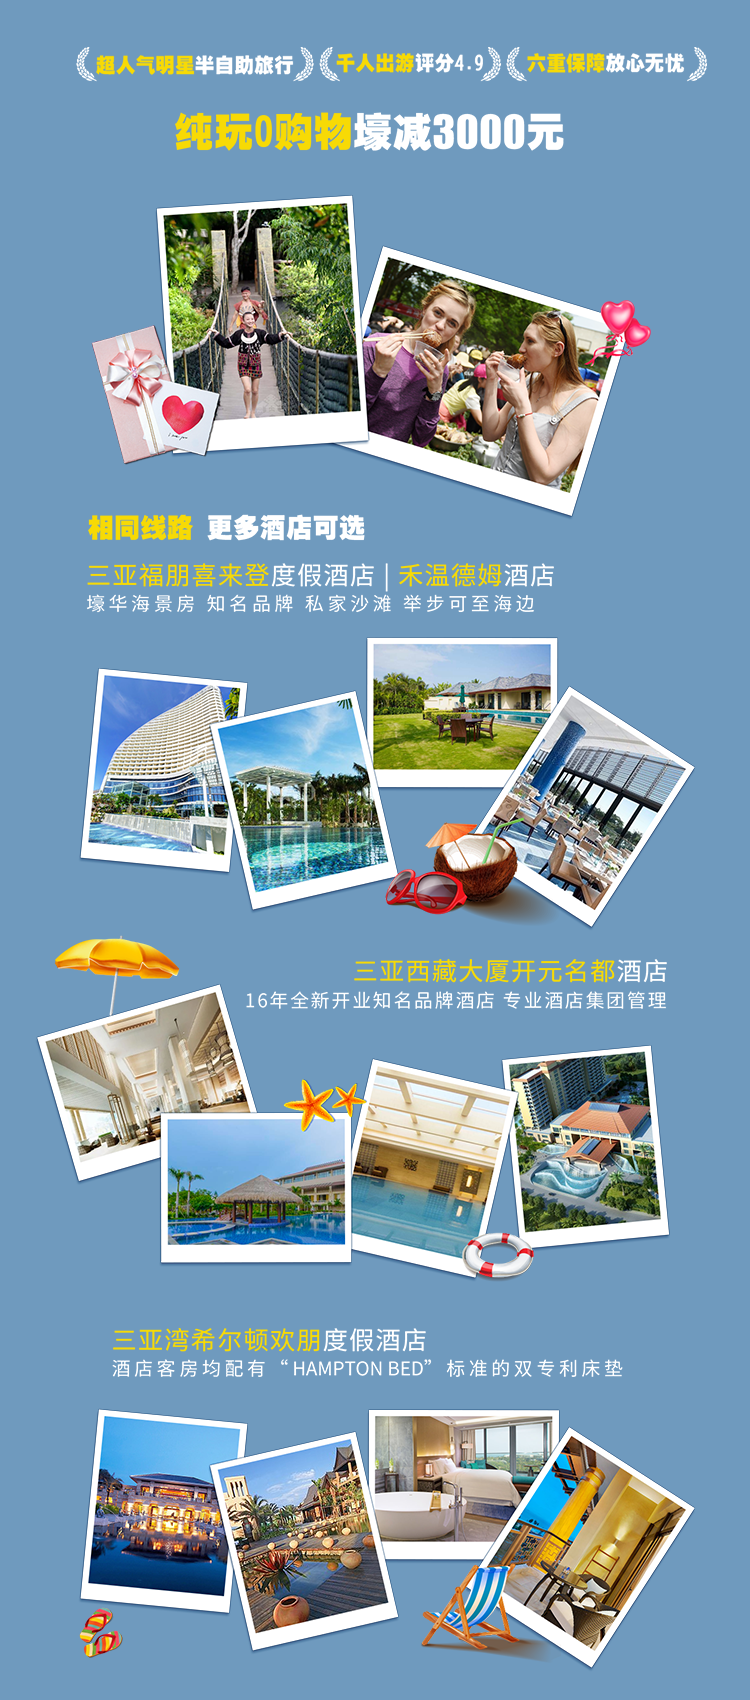 超人气明星半自助旅行 千人出游评分4.9 六重保障放心无忧
纯玩0购物壕减3000元
I love you
相同线路 更多酒店可选
三亚福朋喜来登度假酒店 | 禾温德姆酒店
壕华海景房 知名品牌 私家沙滩 举步可至海边
三亚西藏大厦开元名都酒店
16年全新开业知名品牌酒店 专业酒店集团管理
三亚湾希尔顿欢朋度假酒店
酒店客房均配有“HAMPTON BED”标准的双专利床垫